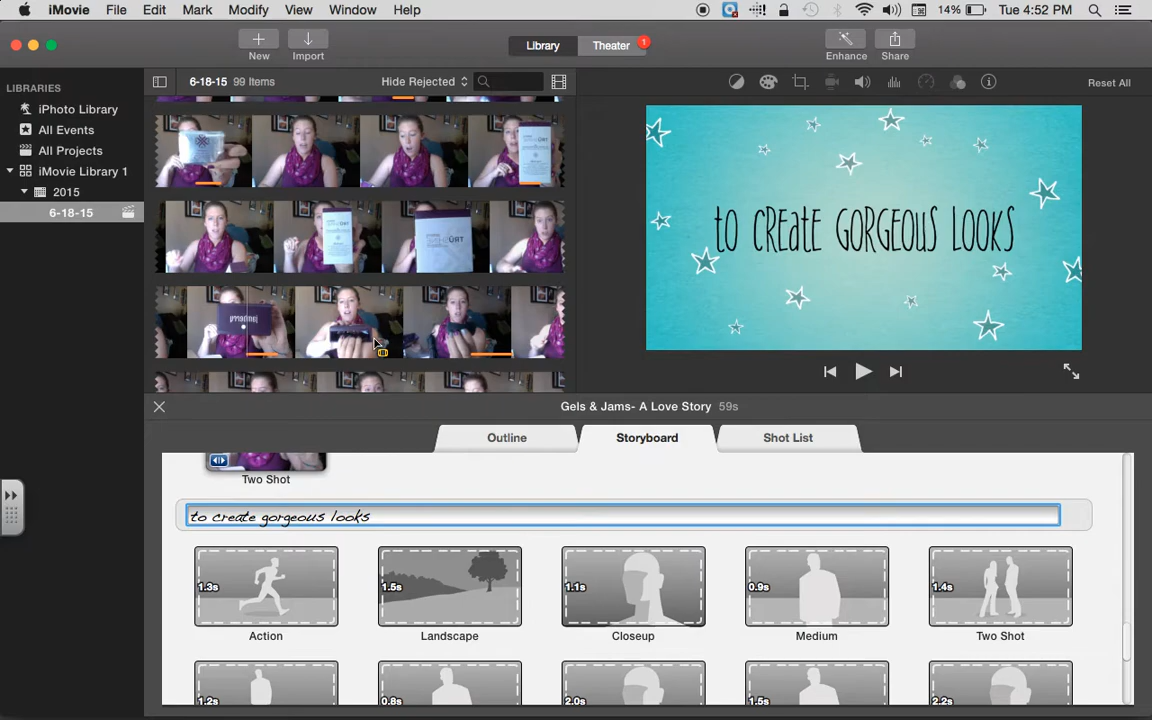 iMovie File Edit Mark Modify View Window Help 14% Tue 4:52 PM
New Import Library Theater 1 Enhance Share
LIBRARIES
iPhoto Library
All Events
All Projects
iMovie Library 1
2015
6-18-15
6-18-15 99 Items Hide Rejected
Reset All
to CREatE GORGEOUS LOOKS
Gels & Jams- A Love Story 59s
Outline Storyboard Shot List
Two Shot
to create gorgeous looks
1.3s 1.5s 1.1s 0.9s 1.4s
Action Landscape Closeup Medium Two Shot
1.2s 0.8s 2.0s 1.5s 2.2s